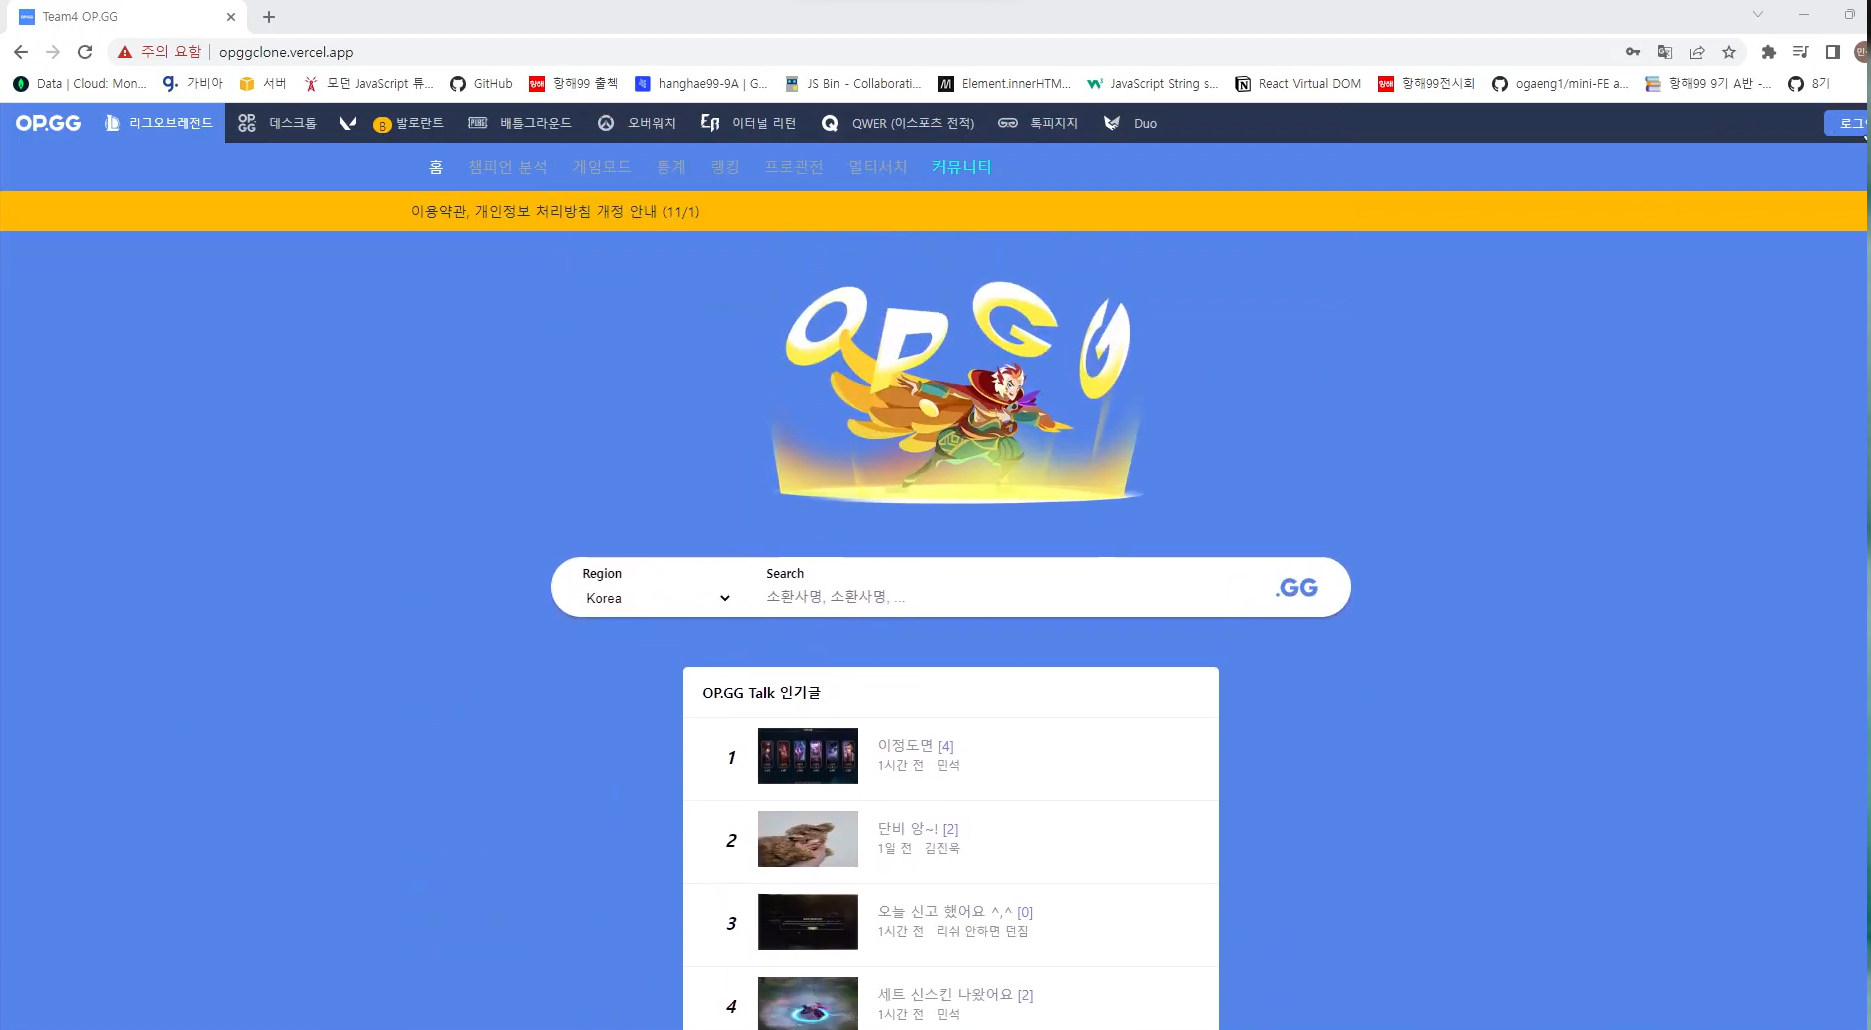 Team4 OP.GG
주의 요함 opggclone.vercel.app
Data | Cloud: Mon... 가비아 서버 모던 JavaScript 튜... GitHub 항해99 출첵 hanghae99-9A | G... JS Bin - Collaborati... Element.innerHTM... JavaScript String s... React Virtual DOM 항해99전시회 ogaeng1/mini-FE a... 항해99 9기 A반 -... 8기
OP.GG 리그오브레전드 OP.GG 데스크톱 B 발로란트 PUBG 배틀그라운드 오버워치 ER 이터널 리턴 QWER (이스포츠 전적) 톡피지지 Duo
홈 챔피언 분석 게임모드 통계 랭킹 프로관전 멀티서치 커뮤니티
이용약관, 개인정보 처리방침 개정 안내 (11/1)
OPGG
Region Search
Korea 소환사명, 소환사명, ... .GG
OP.GG Talk 인기글
1 이정도면 [4]
1시간 전 민석
2 단비 앙~! [2]
1일 전 김진욱
3 오늘 신고 했어요 ^,^ [0]
1시간 전 리쉬 안하면 던짐
4 세트 신스킨 나왔어요 [2]
1시간 전 민석